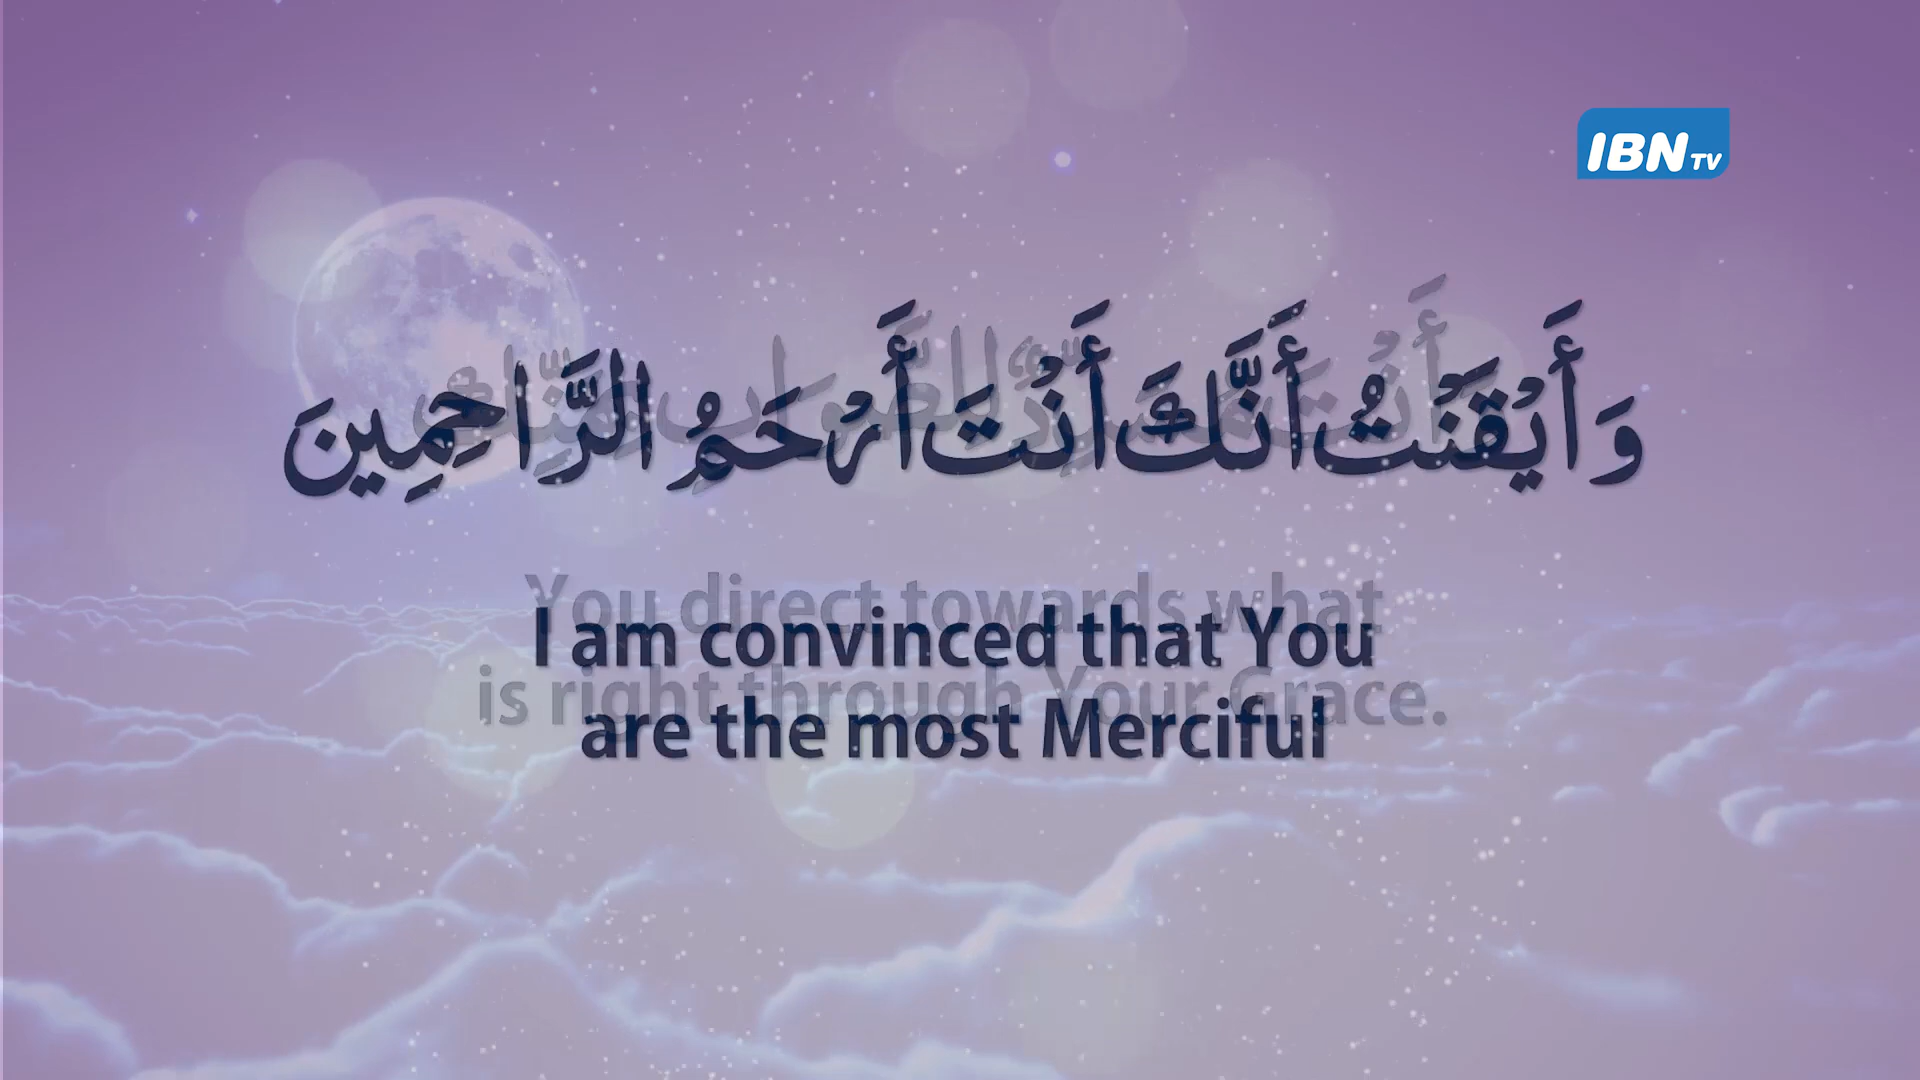 IBN TV
وَأَيْقَنْتُ أَنَّكَ أَنْتَ أَرْحَمُ الرَّاحِمِينَ
You direct towards what
is right through Your Grace.
I am convinced that You
are the most Merciful